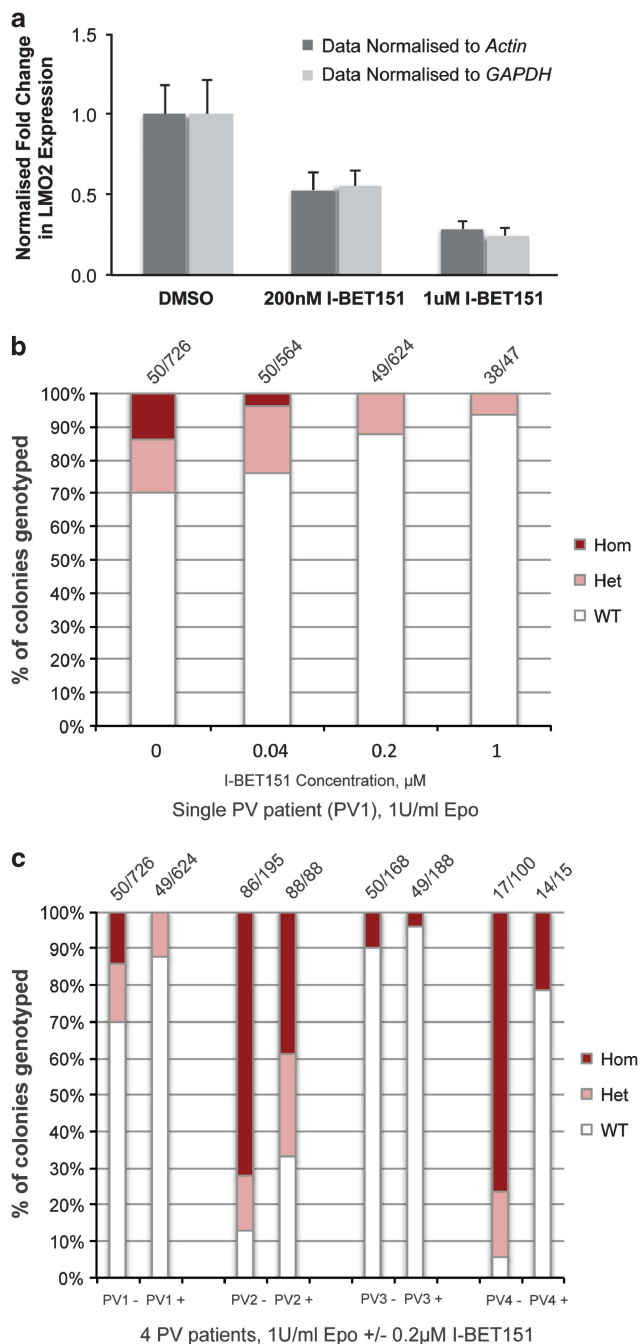 a
Normalised Fold Change
in LMO2 Expression
1.5
1.0
0.5
0.0
Data Normalised to Actin
Data Normalised to GAPDH
DMSO 200nM I-BET151 1uM I-BET151
b
50/726 50/564 49/624 38/47
% of colonies genotyped
100%
90%
80%
70%
60%
50%
40%
30%
20%
10%
0%
Hom
Het
WT
0 0.04 0.2 1
I-BET151 Concentration, µM
Single PV patient (PV1), 1U/ml Epo
c
50/726 49/624 86/195 88/88 50/168 49/188 17/100 14/15
% of colonies genotyped
100%
90%
80%
70%
60%
50%
40%
30%
20%
10%
0%
Hom
Het
WT
PV1 - PV1 + PV2 - PV2 + PV3 - PV3 + PV4 - PV4 +
4 PV patients, 1U/ml Epo +/- 0.2µM I-BET151